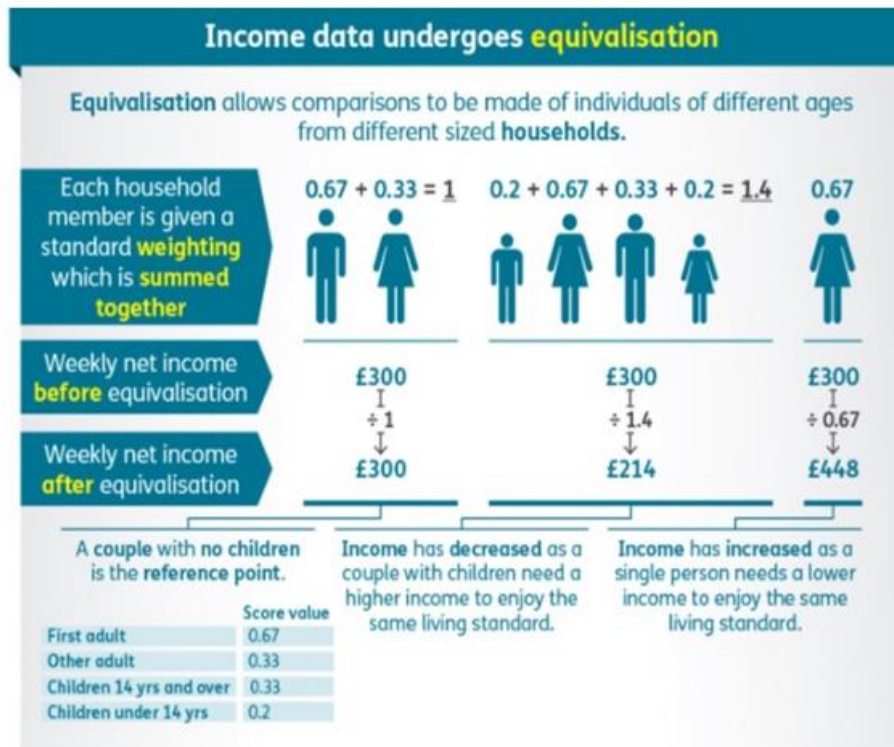 Income data undergoes equivalisation
Equivalisation allows comparisons to be made of individuals of different ages
from different sized households.
Each household
member is given a
standard weighting
which is summed
together
0.67 + 0.33 = 1
0.2 + 0.67 + 0.33 + 0.2 = 1.4
0.67
Weekly net income
before equivalisation
£300
£300
£300
÷ 1
÷ 1.4
÷ 0.67
Weekly net income
after equivalisation
£300
£214
£448
A couple with no children
is the reference point.
Income has decreased as a
couple with children need a
higher income to enjoy the
same living standard.
Income has increased as a
single person needs a lower
income to enjoy the same
living standard.
Score value
First adult 0.67
Other adult 0.33
Children 14 yrs and over 0.33
Children under 14 yrs 0.2